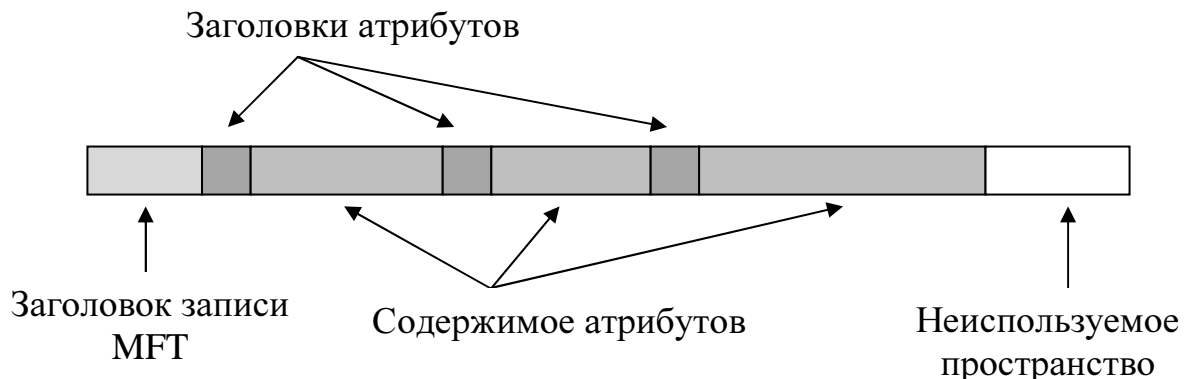 Заголовки атрибутов
Заголовок записи
MFT
Содержимое атрибутов
Неиспользуемое
пространство